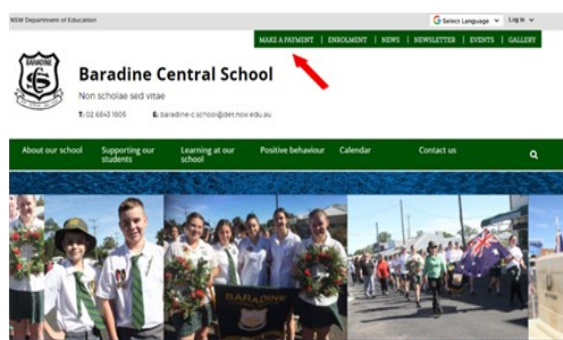 NSW Department of Education
Select Language
Log in
MAKE A PAYMENT | ENROLMENT | NEWS | NEWSLETTER | EVENTS | GALLERY
BARADINE
Baradine Central School
Non scholae sed vitae
T: 02 6843 1805 E: baradine-c.school@det.nsw.edu.au
About our school
Supporting our students
Learning at our school
Positive behaviour
Calendar
Contact us
BARADINE